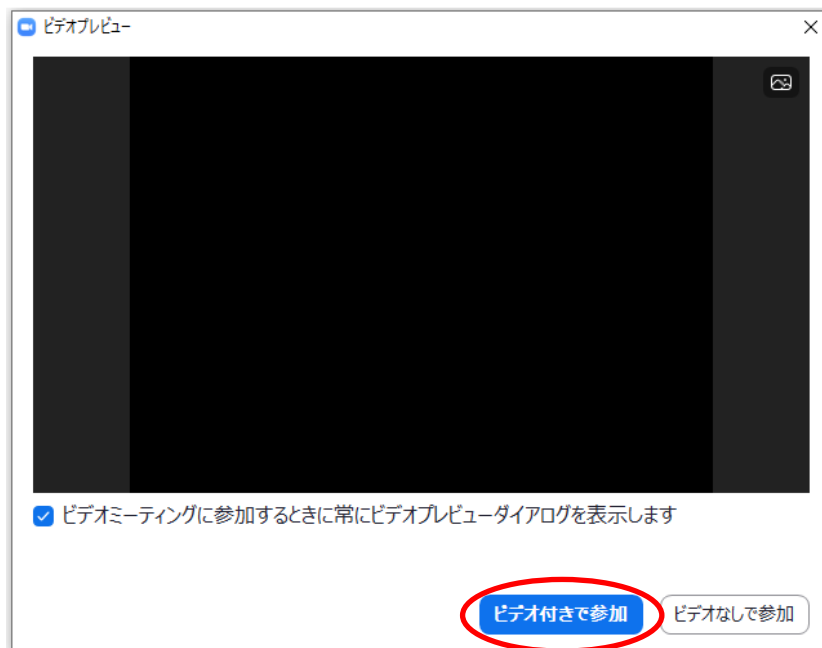 ビデオプレビュー
ビデオミーティングに参加するときに常にビデオプレビューダイアログを表示します
ビデオ付きで参加
ビデオなしで参加